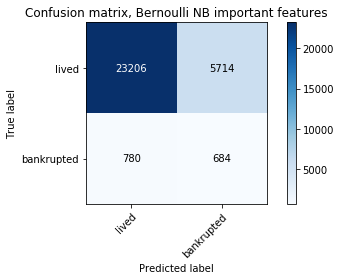 Confusion matrix, Bernoulli NB important features
True label
lived
23206
5714
bankrupted
780
684
lived
bankrupted
Predicted label
20000
15000
10000
5000